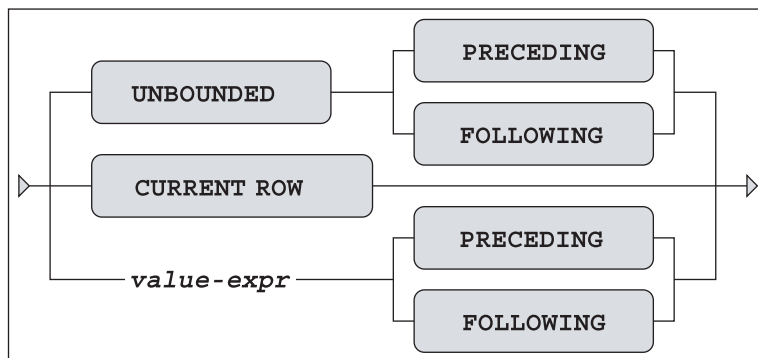 PRECEDING
UNBOUNDED
FOLLOWING
CURRENT ROW
PRECEDING
value-expr
FOLLOWING